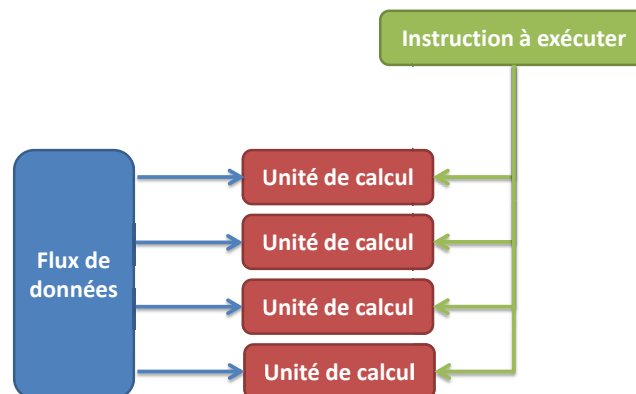 Instruction à exécuter
Unité de calcul
Unité de calcul
Flux de
données
Unité de calcul
Unité de calcul